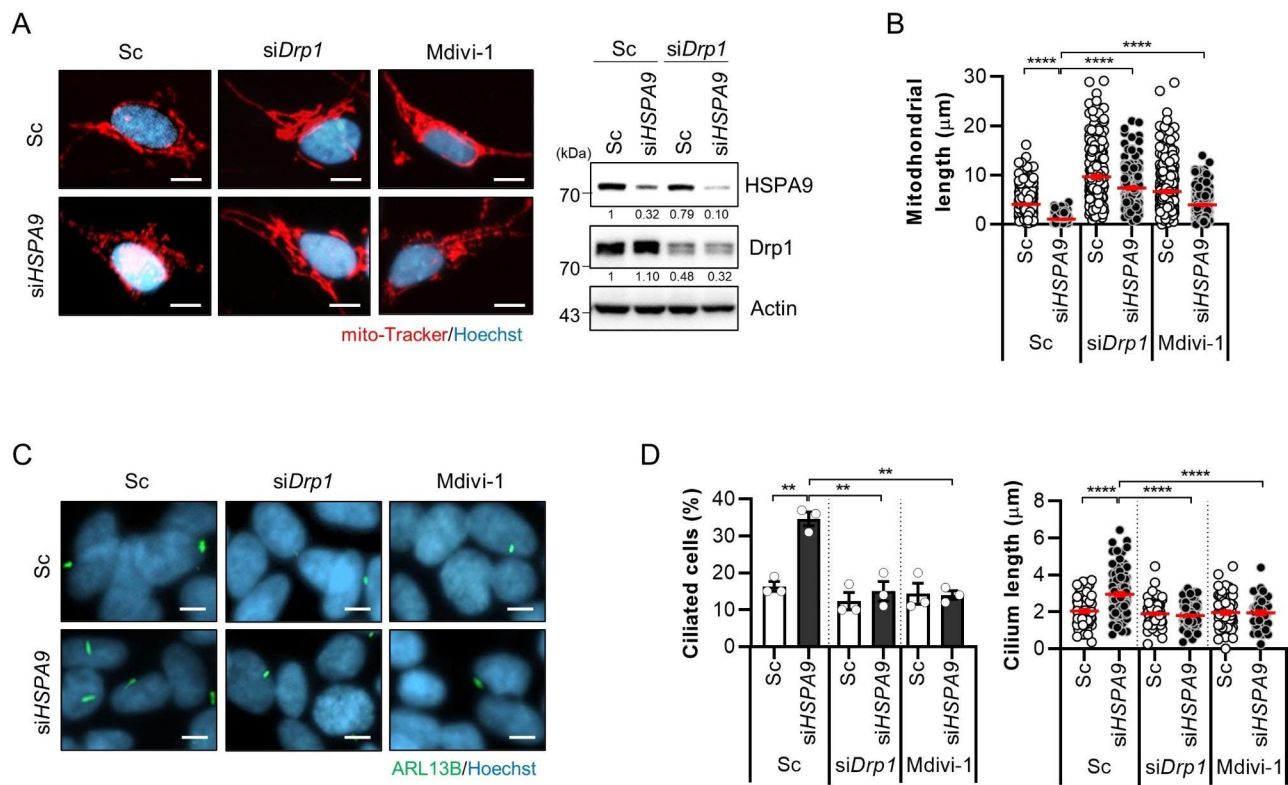 A
Sc
siDrp1
Mdivi-1
Sc
siHSPA9
mito-Tracker/Hoechst
Sc
siDrp1
(kDa)
Sc
siHSPA9
Sc
siHSPA9
70
HSPA9
1 0.32 0.79 0.10
70
Drp1
1 1.10 0.48 0.32
43
Actin
B
Mitodhondrial
length (μm)
****
****
****
30
20
10
0
Sc
siHSPA9
Sc
siHSPA9
Sc
siHSPA9
Sc
siDrp1
Mdivi-1
C
Sc
siDrp1
Mdivi-1
Sc
siHSPA9
ARL13B/Hoechst
D
Ciliated cells (%)
**
**
**
40
30
20
10
0
Sc
siHSPA9
Sc
siHSPA9
Sc
siHSPA9
Sc
siDrp1
Mdivi-1
Cilium length (μm)
****
****
****
8
6
4
2
0
Sc
siHSPA9
Sc
siHSPA9
Sc
siHSPA9
Sc
siDrp1
Mdivi-1